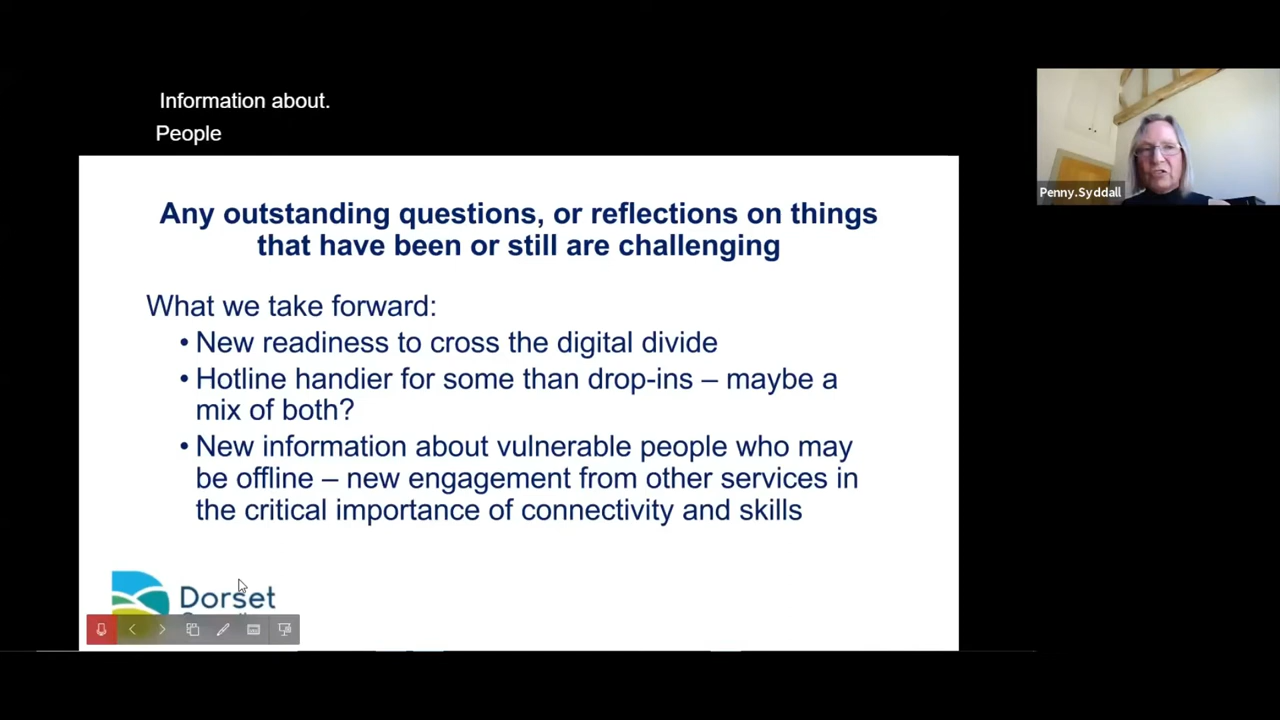 Information about.
People
Penny.Syddall
Any outstanding questions, or reflections on things
that have been or still are challenging
What we take forward:
• New readiness to cross the digital divide
• Hotline handier for some than drop-ins – maybe a
mix of both?
• New information about vulnerable people who may
be offline – new engagement from other services in
the critical importance of connectivity and skills
Dorset